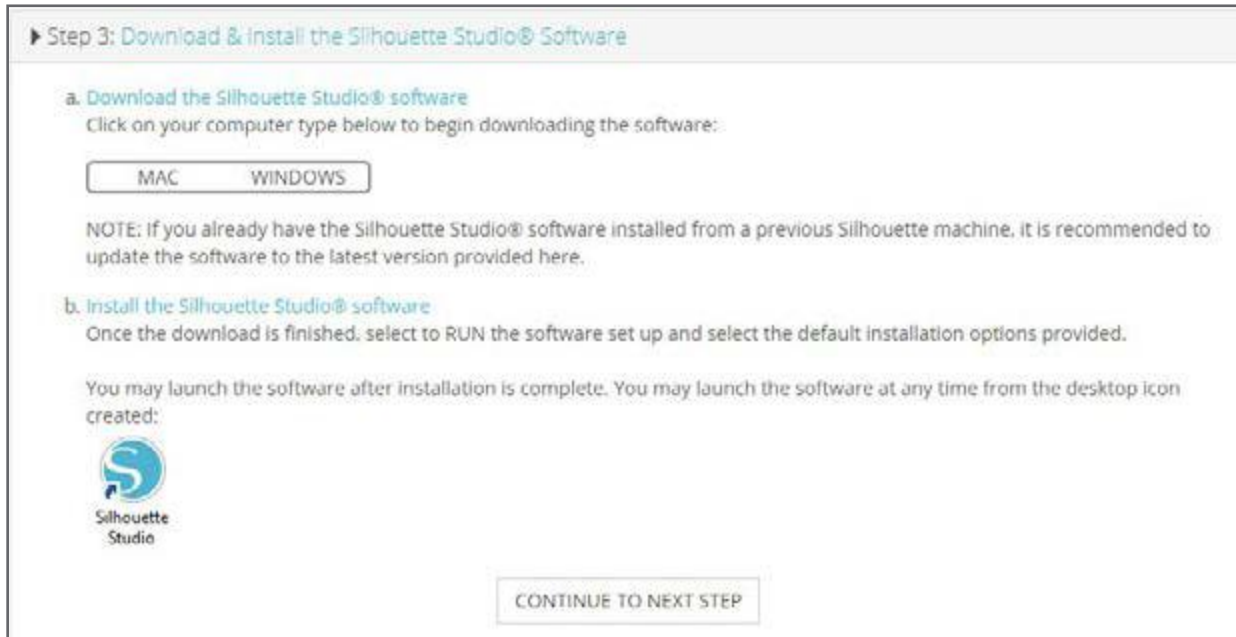 Step 3: Download & Install the Silhouette Studio® Software
a. Download the Silhouette Studio® software
Click on your computer type below to begin downloading the software:
MAC WINDOWS
NOTE: If you already have the Silhouette Studio® software installed from a previous Silhouette machine, it is recommended to
update the software to the latest version provided here.
b. Install the Silhouette Studio® software
Once the download is finished, select to RUN the software set up and select the default installation options provided.
You may launch the software after installation is complete. You may launch the software at any time from the desktop icon
created:
S
Silhouette
Studio
CONTINUE TO NEXT STEP